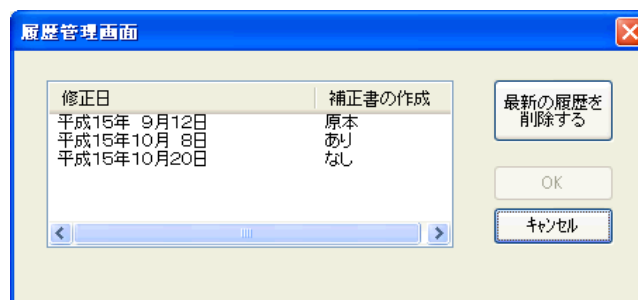 履歴管理画面
修正日 補正書の作成
平成15年 9月12日 原本
平成15年10月 8日 あり
平成15年10月20日 なし
最新の履歴を
削除する
OK
キャンセル